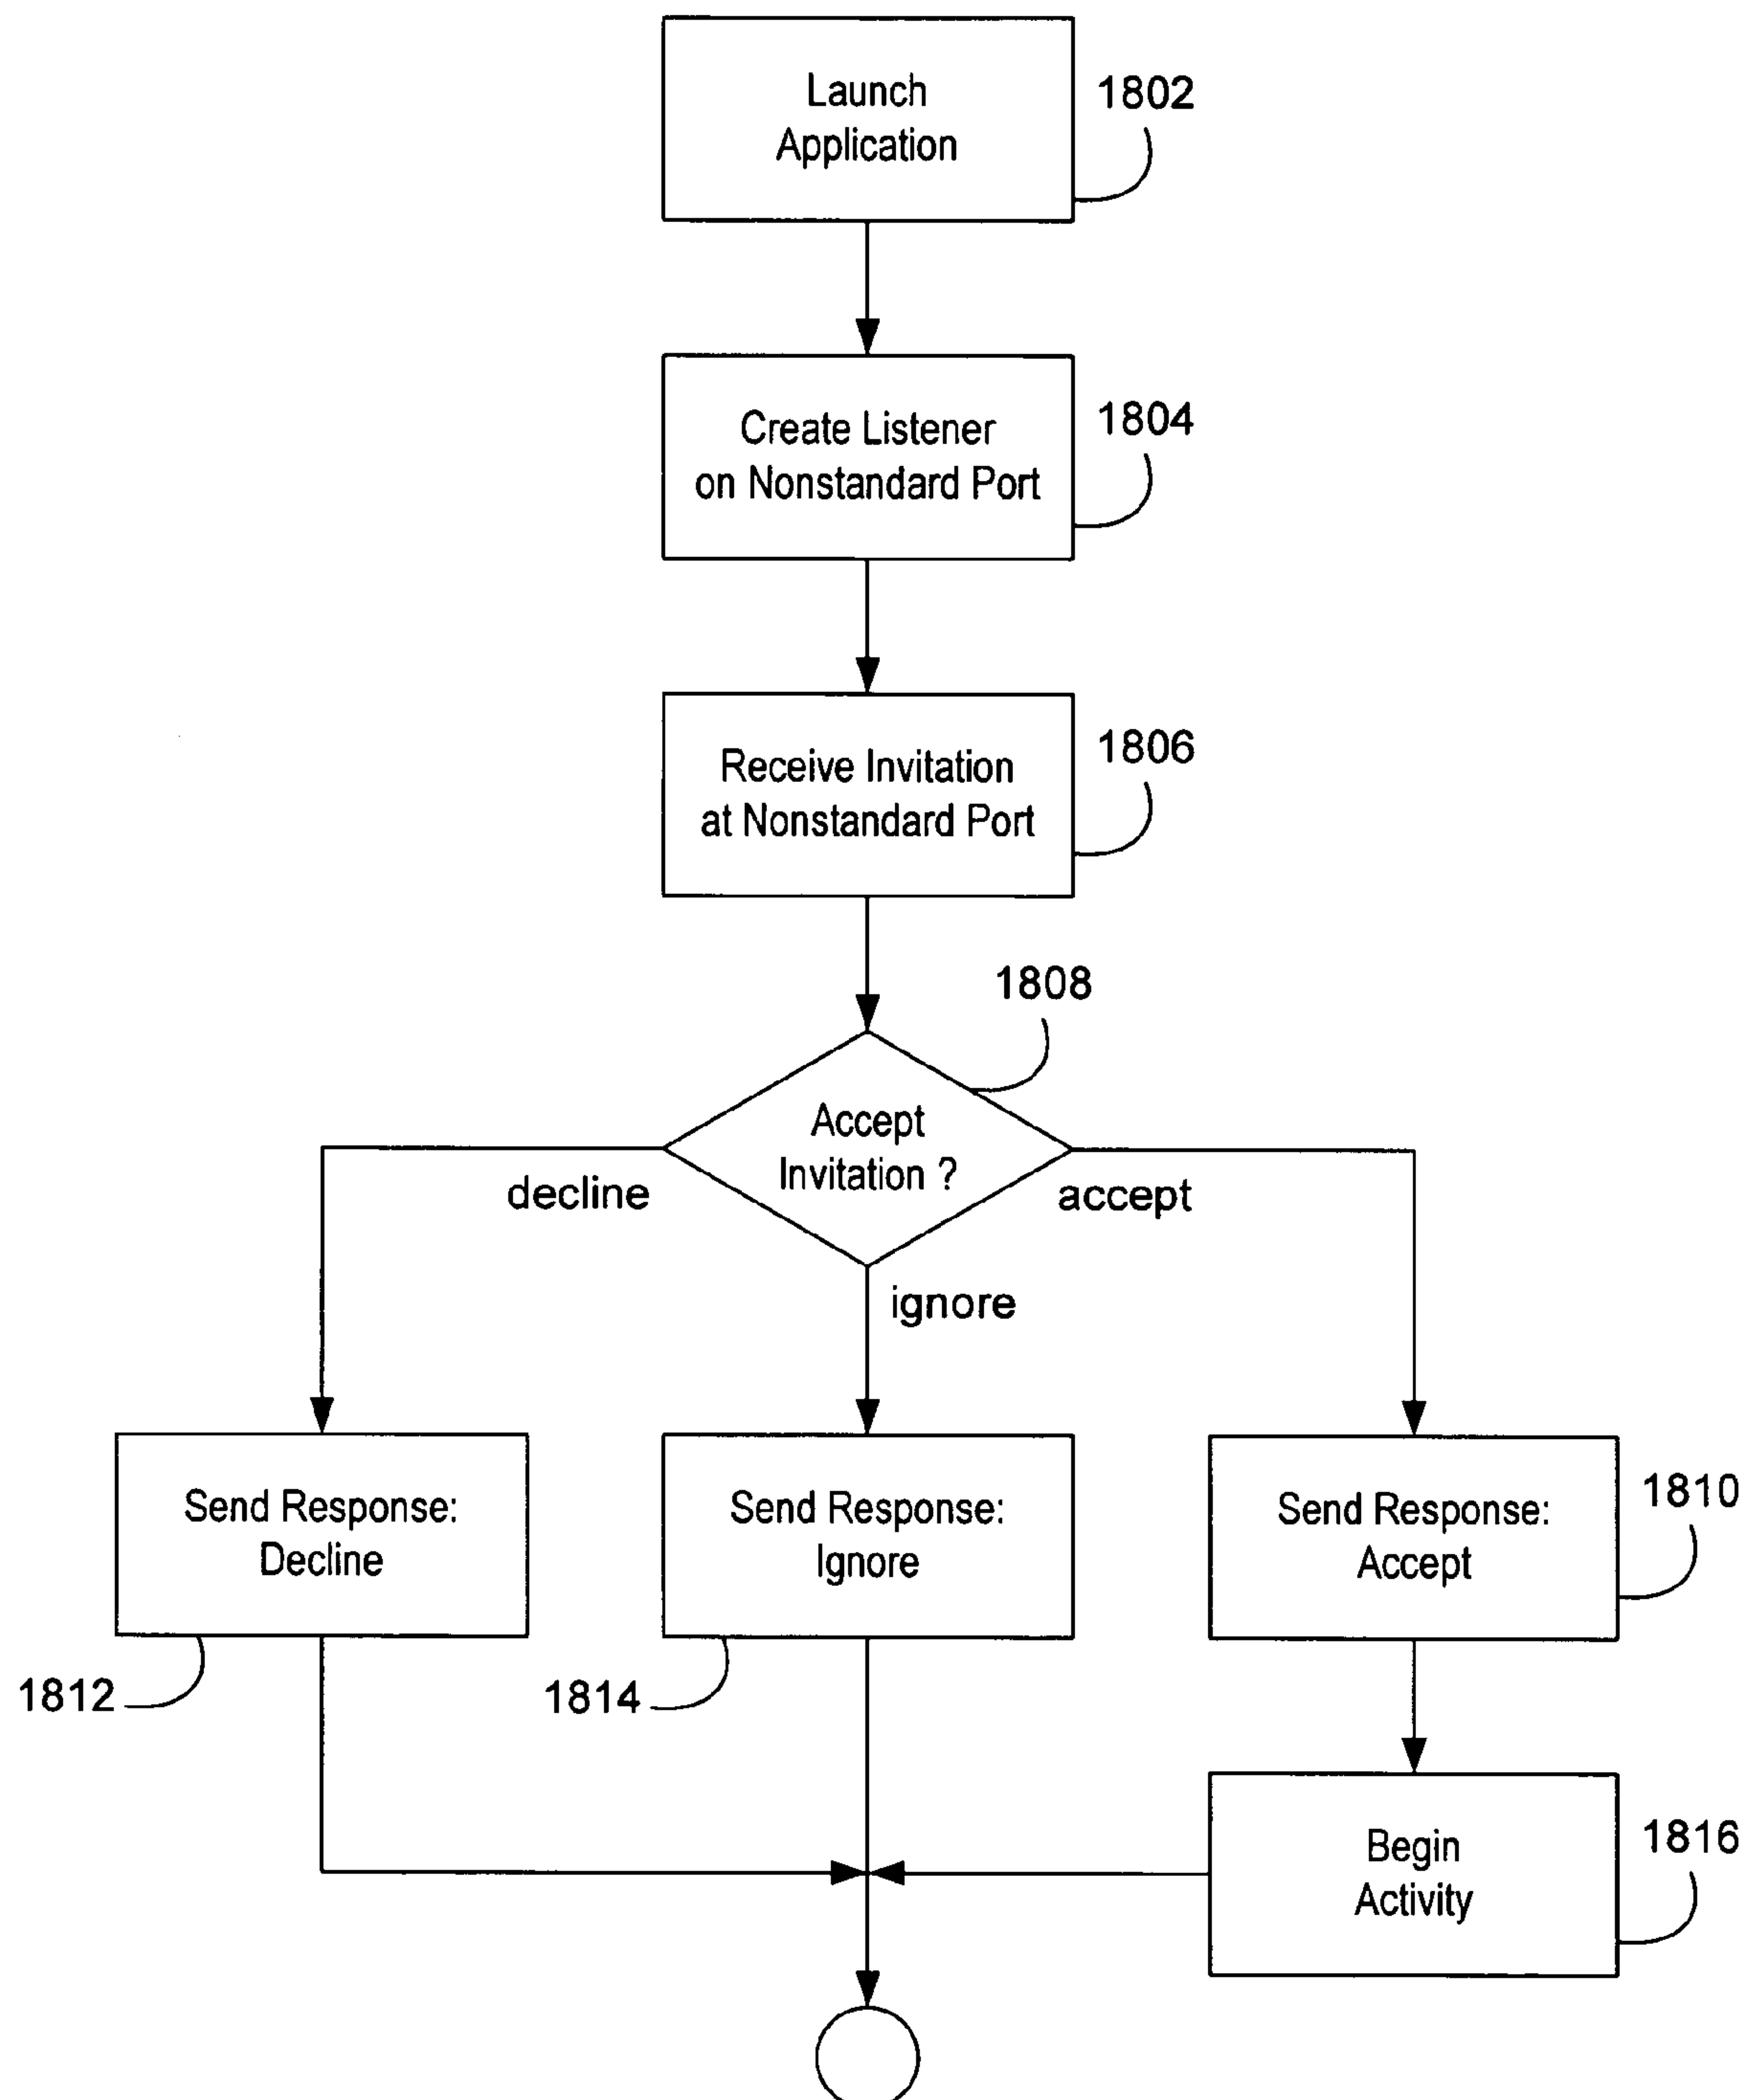 Launch
Application
1802
Create Listener
on Nonstandard Port
1804
Receive Invitation
at Nonstandard Port
1806
1808
Accept
Invitation ?
decline
accept
ignore
Send Response:
Decline
1812
Send Response:
Ignore
1814
Send Response:
Accept
1810
Begin
Activity
1816